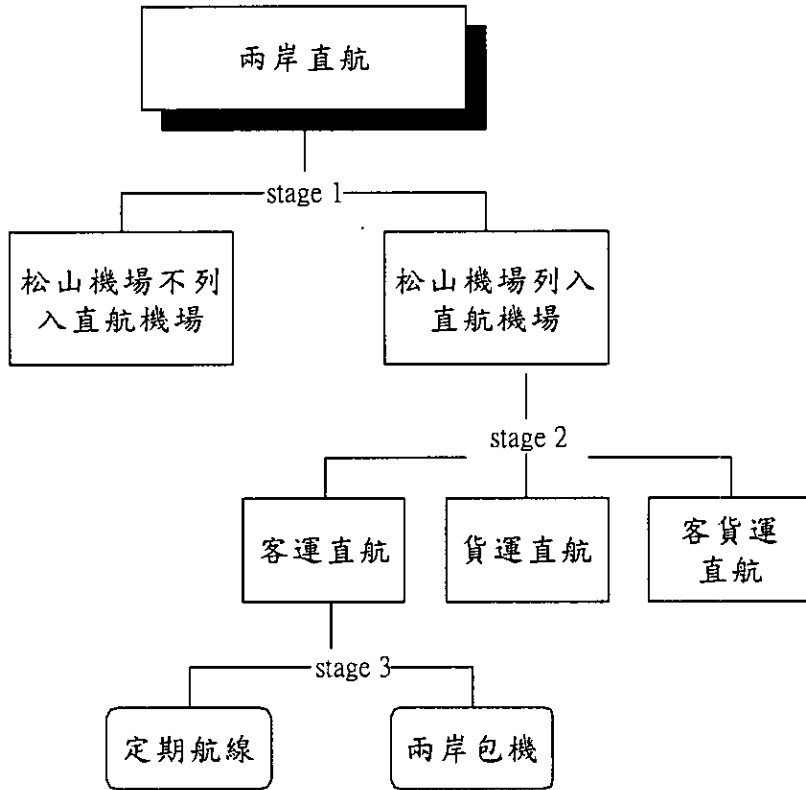 兩岸直航
stage 1
松山機場不列
入直航機場
松山機場列入
直航機場
stage 2
客運直航
貨運直航
客貨運
直航
stage 3
定期航線
兩岸包機